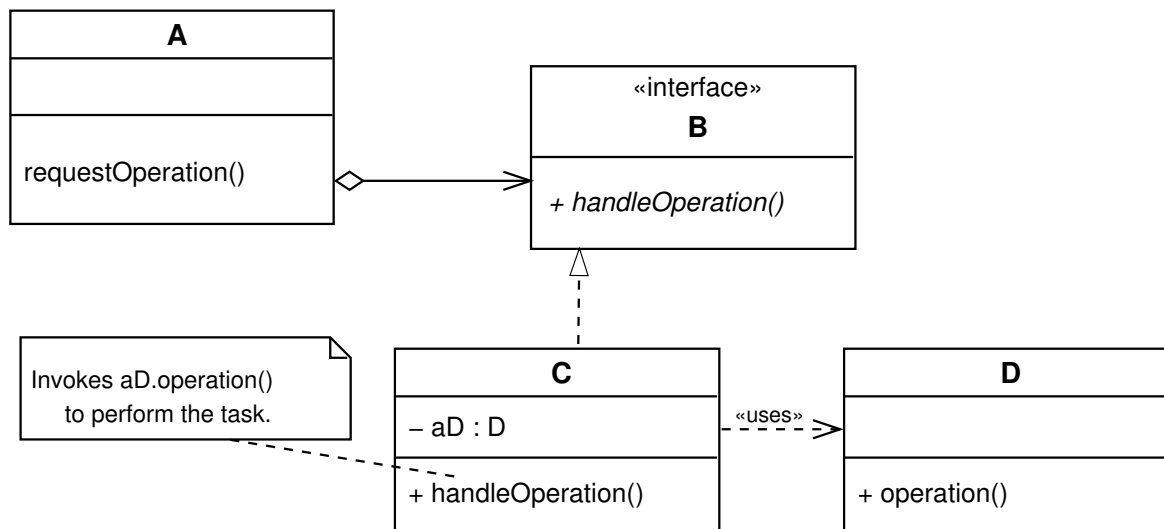 A
requestOperation()
«interface»
B
+ handleOperation()
Invokes aD.operation()
to perform the task.
C
– aD : D
+ handleOperation()
«uses»
D
+ operation()